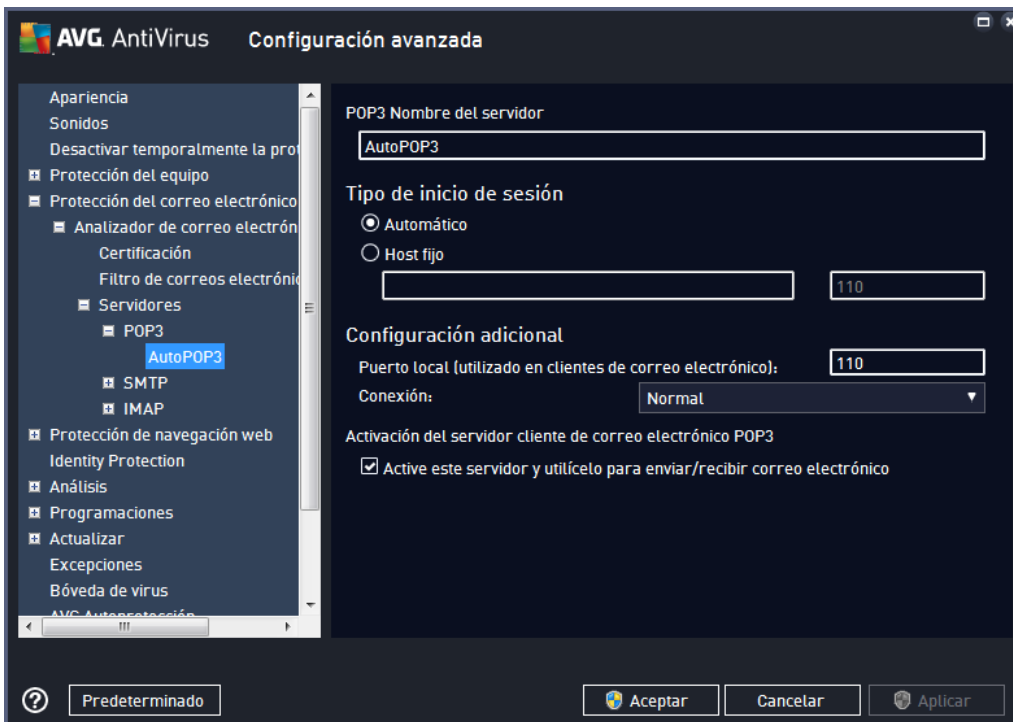 AVG AntiVirus Configuración avanzada
Apariencia
Sonidos
Desactivar temporalmente la prot
Protección del equipo
Protección del correo electrónico
Analizador de correo electrón
Certificación
Filtro de correos electrónic
Servidores
POP3
AutoPOP3
SMTP
IMAP
Protección de navegación web
Identity Protection
Análisis
Programaciones
Actualizar
Excepciones
Bóveda de virus
AVG Autoprotección
POP3 Nombre del servidor
AutoPOP3
Tipo de inicio de sesión
Automático
Host fijo
110
Configuración adicional
Puerto local (utilizado en clientes de correo electrónico):
110
Conexión:
Normal
Activación del servidor cliente de correo electrónico POP3
Active este servidor y utilícelo para enviar/recibir correo electrónico
Predeterminado
Aceptar
Cancelar
Aplicar